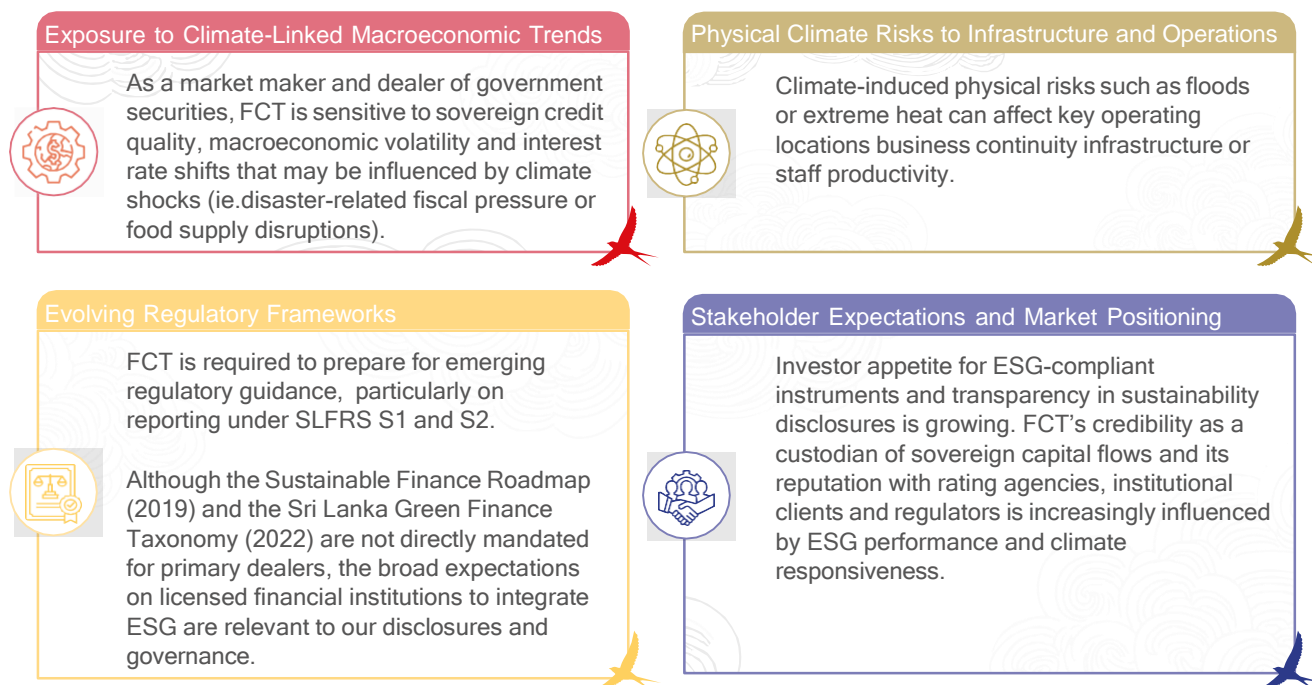 Exposure to Climate-Linked Macroeconomic Trends
As a market maker and dealer of government
securities, FCT is sensitive to sovereign credit
quality, macroeconomic volatility and interest
rate shifts that may be influenced by climate
shocks (ie.disaster-related fiscal pressure or
food supply disruptions).
Physical Climate Risks to Infrastructure and Operations
Climate-induced physical risks such as floods
or extreme heat can affect key operating
locations business continuity infrastructure or
staff productivity.
Evolving Regulatory Frameworks
FCT is required to prepare for emerging
regulatory guidance, particularly on
reporting under SLFRS S1 and S2.
Although the Sustainable Finance Roadmap
(2019) and the Sri Lanka Green Finance
Taxonomy (2022) are not directly mandated
for primary dealers, the broad expectations
on licensed financial institutions to integrate
ESG are relevant to our disclosures and
governance.
Stakeholder Expectations and Market Positioning
Investor appetite for ESG-compliant
instruments and transparency in sustainability
disclosures is growing. FCT’s credibility as a
custodian of sovereign capital flows and its
reputation with rating agencies, institutional
clients and regulators is increasingly influenced
by ESG performance and climate
responsiveness.